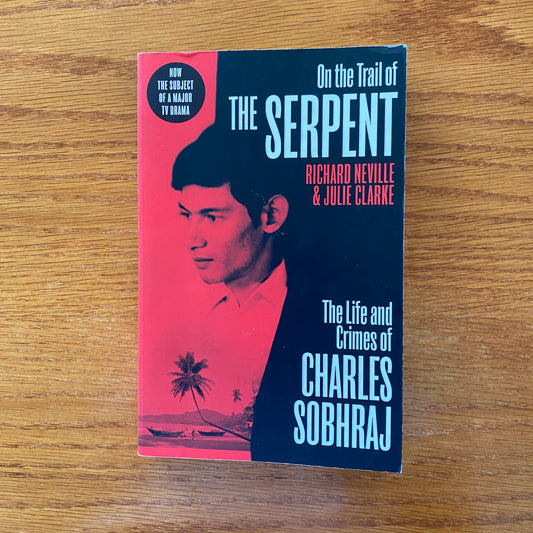 NOW
THE SUBJECT
OF A MAJOR
TV DRAMA
On the Trail of
THE SERPENT
RICHARD NEVILLE
& JULIE CLARKE
The Life and
Crimes of
CHARLES
SOBHRAJ